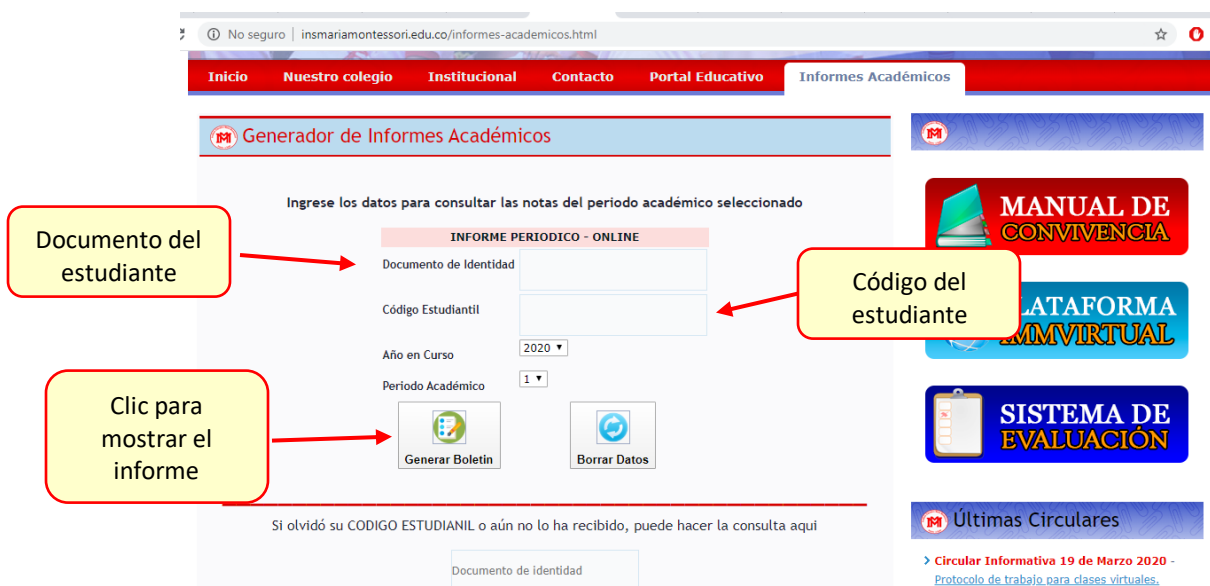 No seguro | insmariamontessori.edu.co/informes-academicos.html
Inicio Nuestro colegio Institucional Contacto Portal Educativo Informes Académicos
Generador de Informes Académicos
Ingrese los datos para consultar las notas del periodo académico seleccionado
INFORME PERIODICO - ONLINE
Documento del
estudiante
Documento de Identidad
Código del
estudiante
Código Estudiantil
Año en Curso 2020
Periodo Académico 1
Clic para
mostrar el
informe
Generar Boletin Borrar Datos
Si olvidó su CODIGO ESTUDIANIL o aún no lo ha recibido, puede hacer la consulta aqui
Documento de identidad
MANUAL DE
CONVIVENCIA
LATAFORMA
IMMVIRTUAL
SISTEMA DE
EVALUACIÓN
Últimas Circulares
Circular Informativa 19 de Marzo 2020 -
Protocolo de trabajo para clases virtuales.